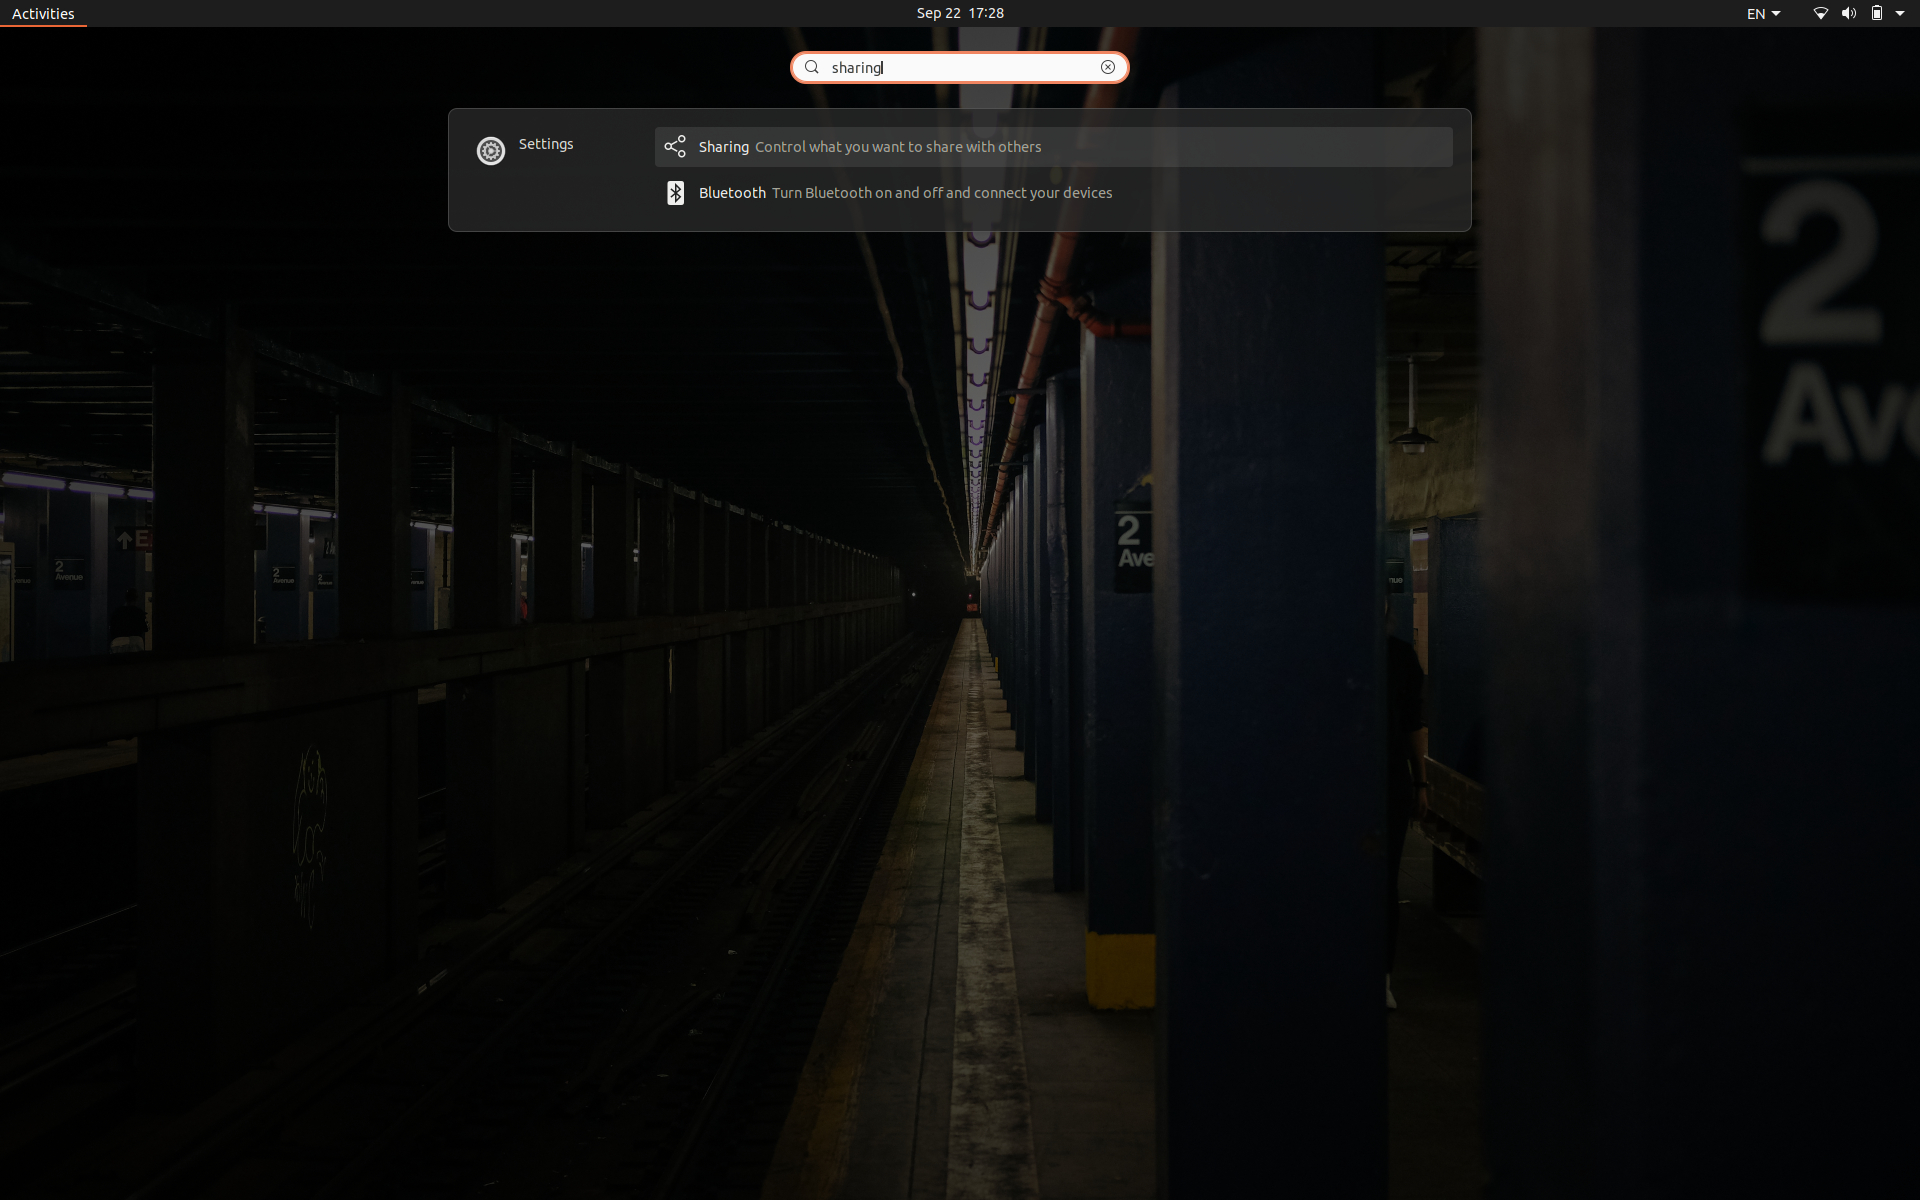 Activities
Sep 22 17:28
EN
sharing
Settings
Sharing Control what you want to share with others
Bluetooth Turn Bluetooth on and off and connect your devices
2
Ave
2
Ave
2
Avenue
2
Avenue
nue